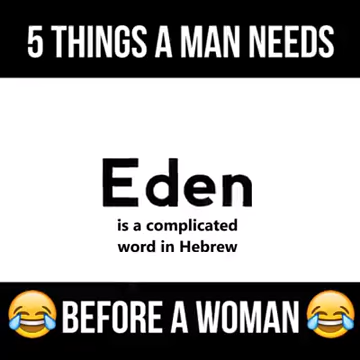 5 THINGS A MAN NEEDS
Eden
is a complicated
word in Hebrew
😂BEFORE A WOMAN😂